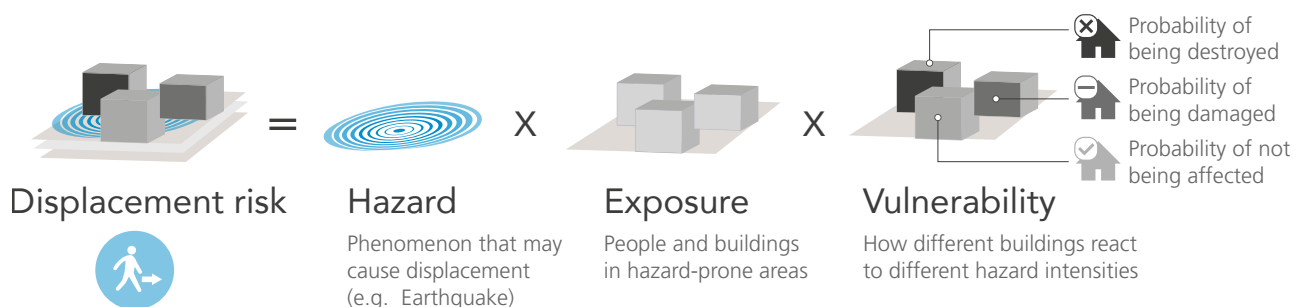 Displacement risk
=
Hazard
Phenomenon that may
cause displacement
(e.g. Earthquake)
X
Exposure
People and buildings
in hazard-prone areas
X
Vulnerability
How different buildings react
to different hazard intensities
Probability of
being destroyed
Probability of
being damaged
Probability of not
being affected